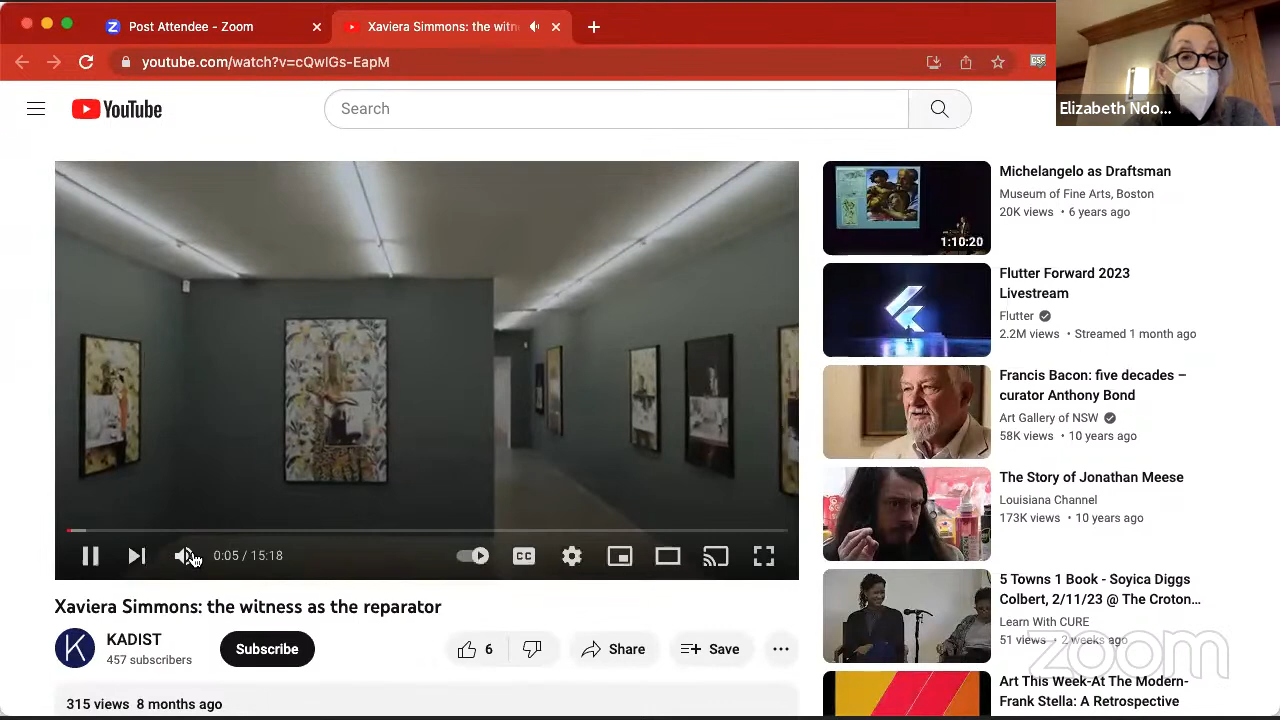 Post Attendee - Zoom
Xaviera Simmons: the witn
youtube.com/watch?v=cQwIGs-EapM
Elizabeth Ndo...
YouTube
Search
Michelangelo as Draftsman
Museum of Fine Arts, Boston
20K views • 6 years ago
1:10:20
Flutter Forward 2023
Livestream
Flutter
2.2M views • Streamed 1 month ago
Francis Bacon: five decades –
curator Anthony Bond
Art Gallery of NSW
58K views • 10 years ago
The Story of Jonathan Meese
Louisiana Channel
173K views • 10 years ago
0:05 / 15:18
CC
5 Towns 1 Book - Soyica Diggs
Colbert, 2/11/23 @ The Croton...
Learn With CURE
51 views • 2 weeks ago
Xaviera Simmons: the witness as the reparator
K
KADIST
457 subscribers
Subscribe
6
Share
Save
zoom
Art This Week-At The Modern-
Frank Stella: A Retrospective
315 views 8 months ago